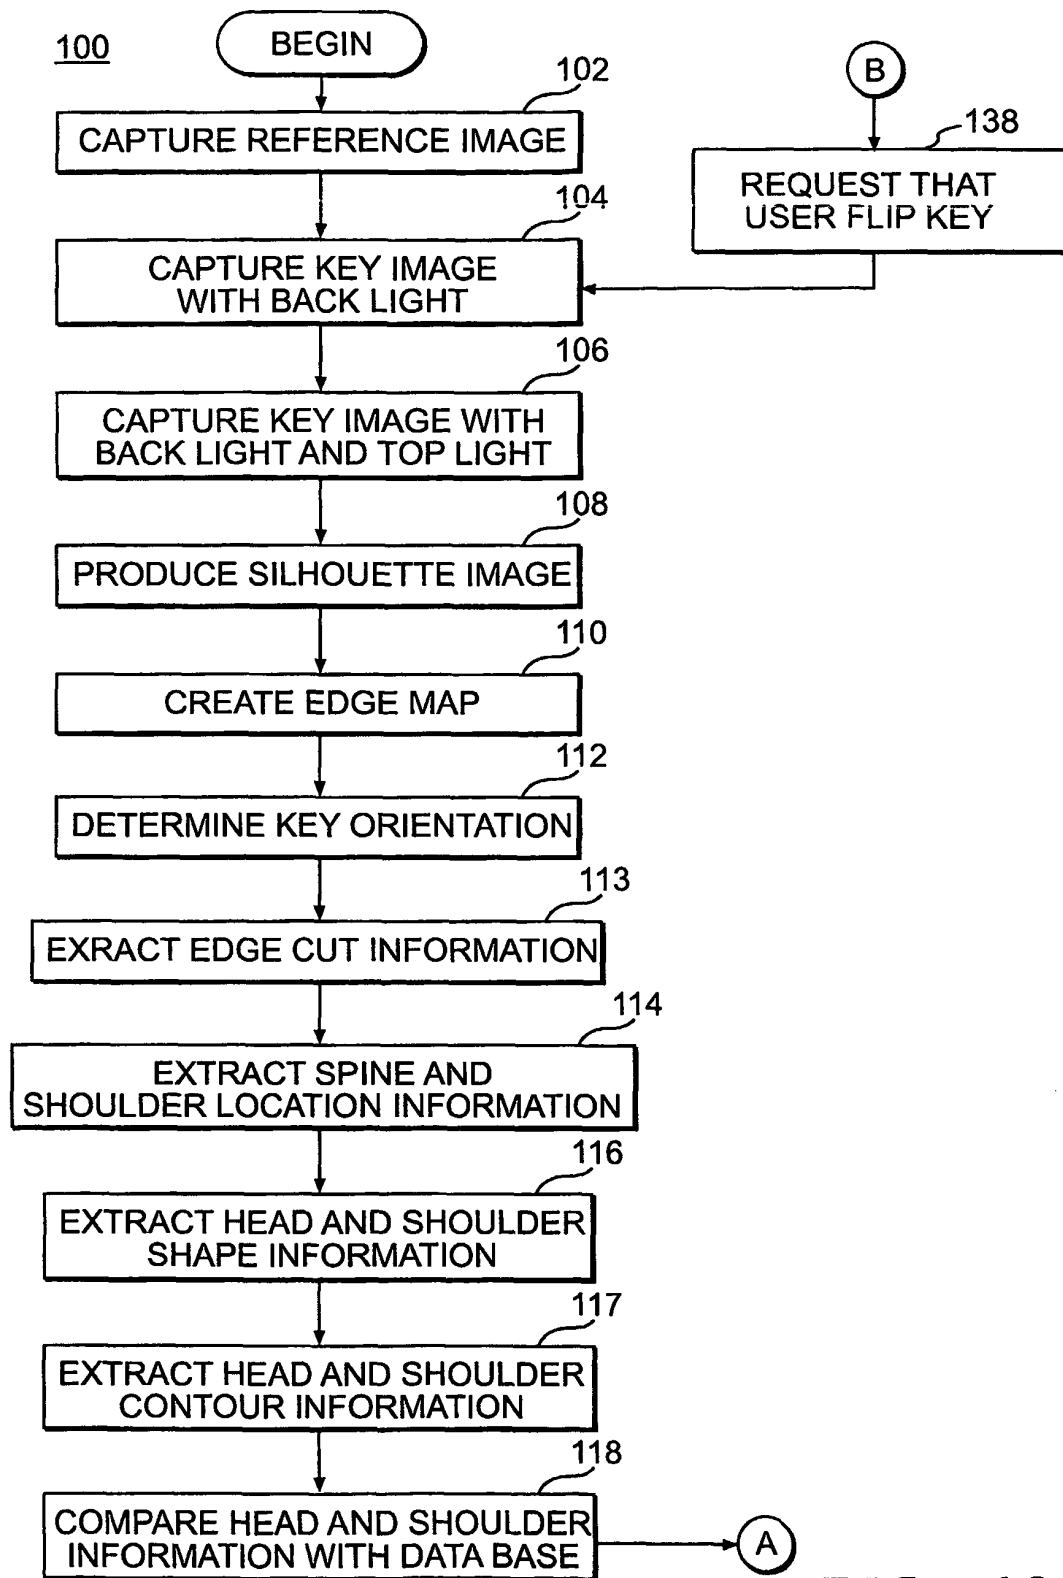 100
BEGIN
102
CAPTURE REFERENCE IMAGE
B
138
REQUEST THAT
USER FLIP KEY
104
CAPTURE KEY IMAGE
WITH BACK LIGHT
106
CAPTURE KEY IMAGE WITH
BACK LIGHT AND TOP LIGHT
108
PRODUCE SILHOUETTE IMAGE
110
CREATE EDGE MAP
112
DETERMINE KEY ORIENTATION
113
EXRACT EDGE CUT INFORMATION
114
EXTRACT SPINE AND
SHOULDER LOCATION INFORMATION
116
EXTRACT HEAD AND SHOULDER
SHAPE INFORMATION
117
EXTRACT HEAD AND SHOULDER
CONTOUR INFORMATION
118
COMPARE HEAD AND SHOULDER
INFORMATION WITH DATA BASE
A